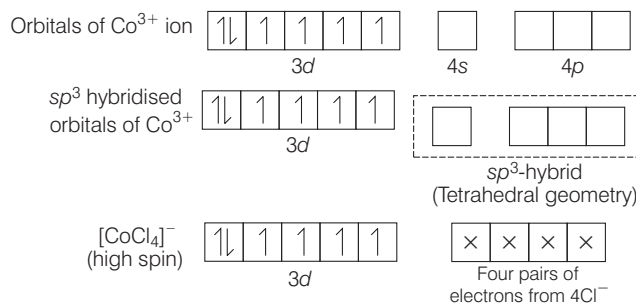 Orbitals of Co³⁺ ion
3d
4s
4p
sp³ hybridised
orbitals of Co³⁺
3d
sp³-hybrid
(Tetrahedral geometry)
[CoCl₄]⁻
(high spin)
3d
× × × ×
Four pairs of
electrons from 4Cl⁻